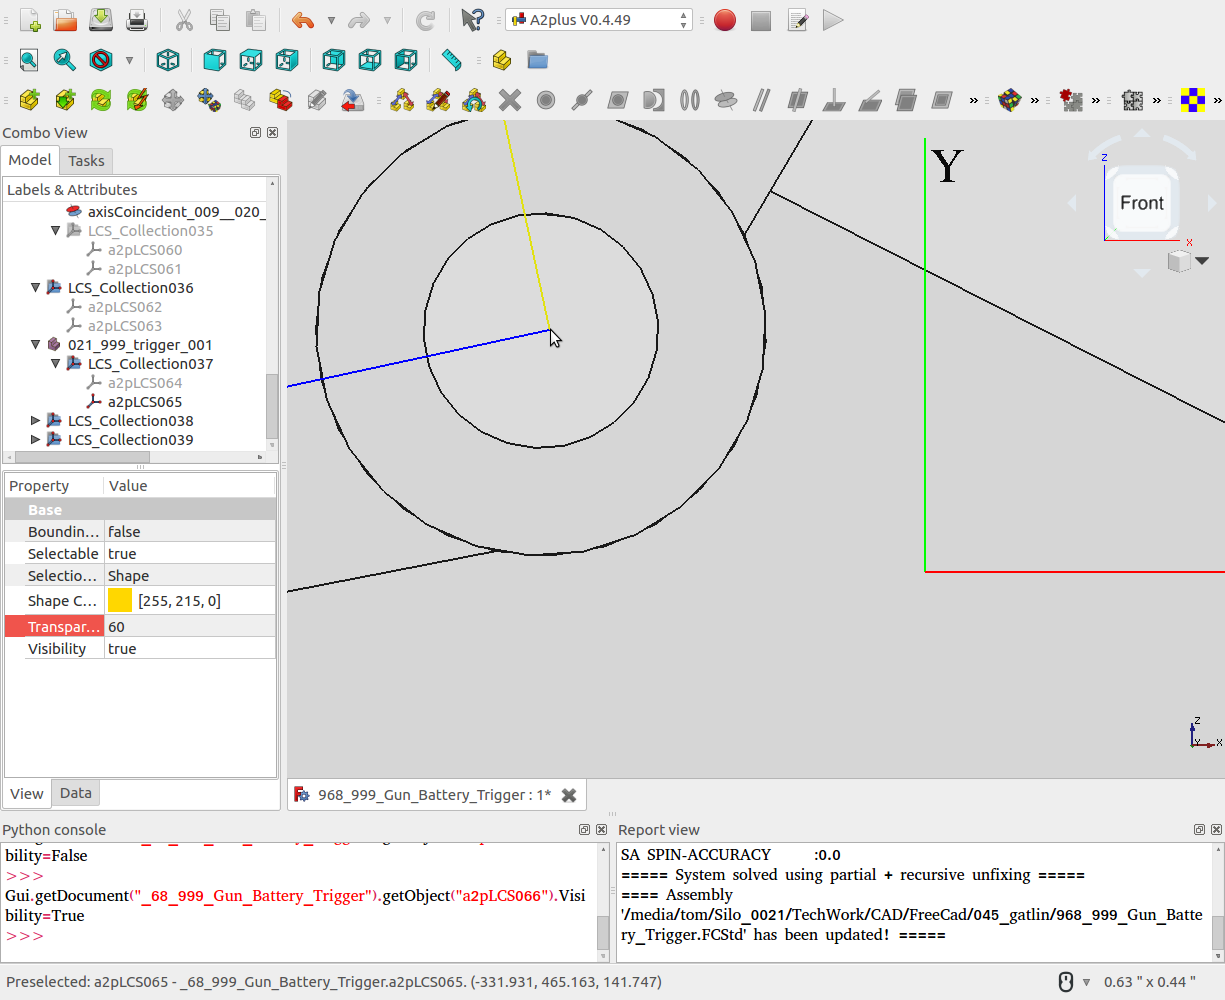 A2plus V0.4.49
Combo View
Model
Tasks
Labels & Attributes
axisCoincident_009__020_
LCS_Collection035
a2pLCS060
a2pLCS061
LCS_Collection036
a2pLCS062
a2pLCS063
021_999_trigger_001
LCS_Collection037
a2pLCS064
a2pLCS065
LCS_Collection038
LCS_Collection039
Property Value
Base
Boundin... false
Selectable true
Selectio... Shape
Shape C... [255, 215, 0]
Transpar... 60
Visibility true
View
Data
Y
Z
Front
X
Z
Y
X
968_999_Gun_Battery_Trigger : 1*
Python console
bility=False
>>>
Gui.getDocument("_68_999_Gun_Battery_Trigger").getObject("a2pLCS066").Visi
bility=True
>>>
Report view
SA SPIN-ACCURACY :0.0
===== System solved using partial + recursive unfixing =====
==== Assembly
'/media/tom/Silo_0021/TechWork/CAD/FreeCad/045_gatlin/968_999_Gun_Batte
ry_Trigger.FCStd' has been updated! =====
Preselected: a2pLCS065 - _68_999_Gun_Battery_Trigger.a2pLCS065. (-331.931, 465.163, 141.747)
0.63 " x 0.44 "